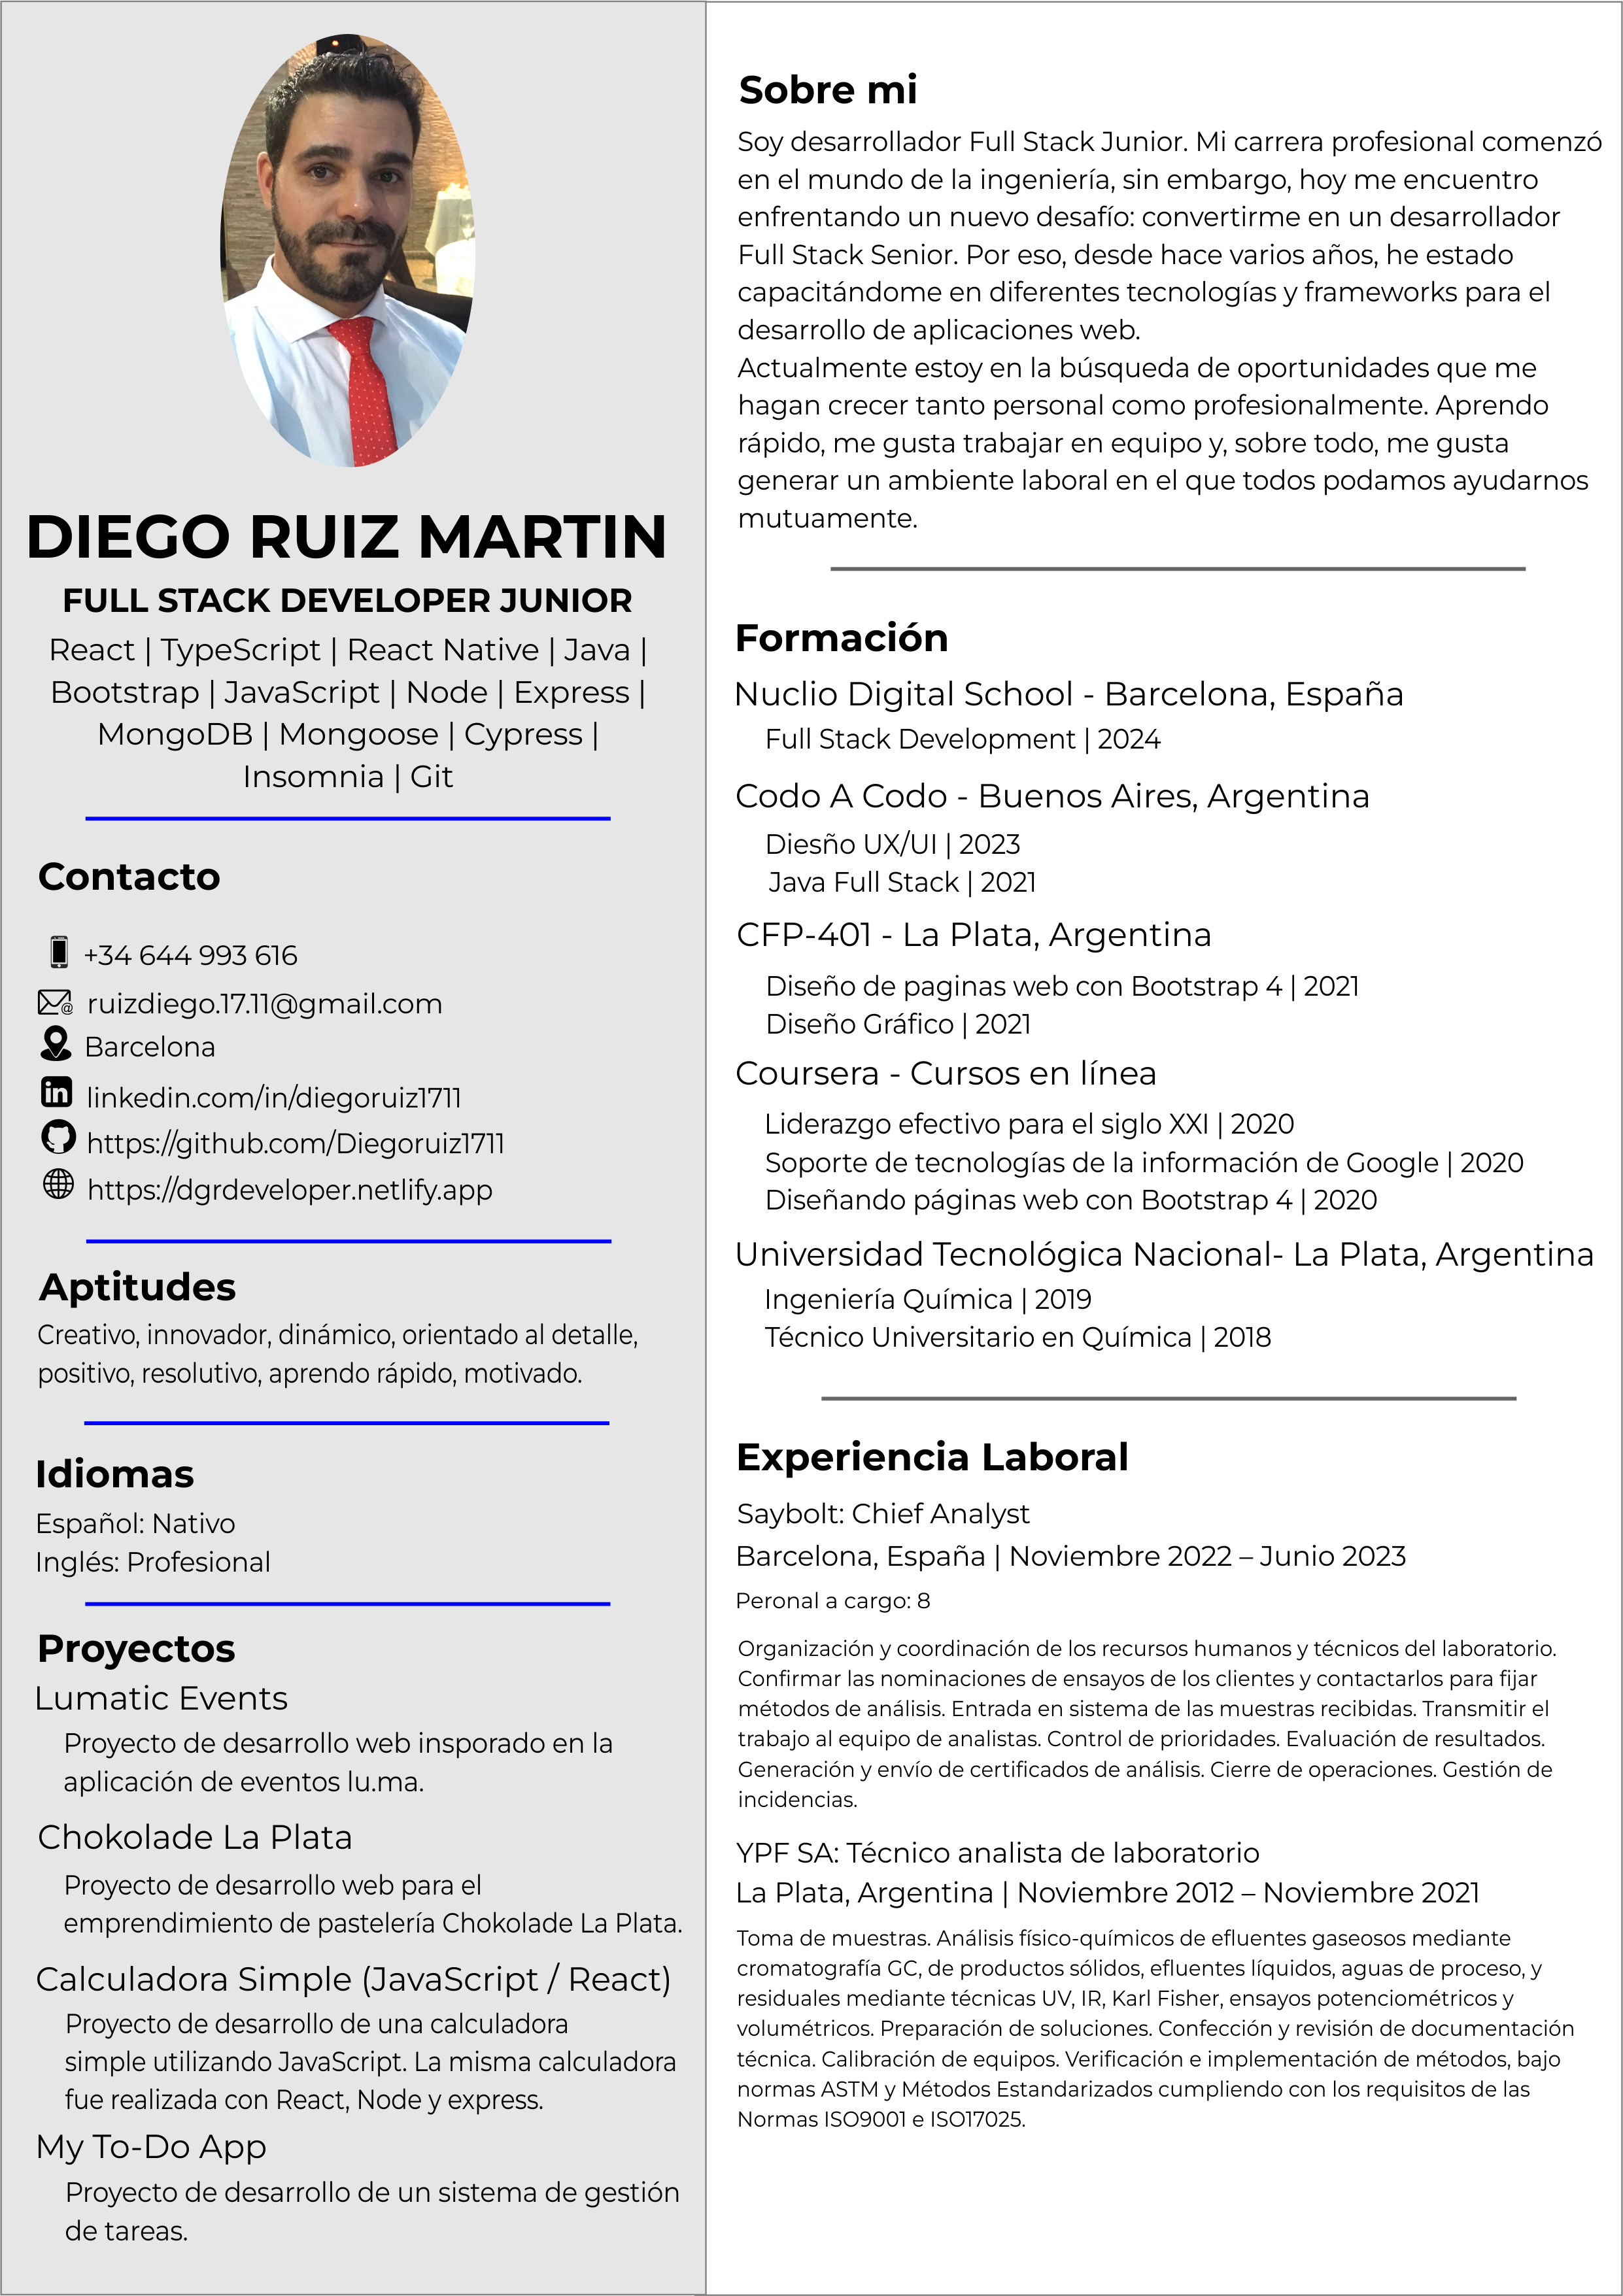 DIEGO RUIZ MARTIN
FULL STACK DEVELOPER JUNIOR
React | TypeScript | React Native | Java |
Bootstrap | JavaScript | Node | Express |
MongoDB | Mongoose | Cypress |
Insomnia | Git
Contacto
+34 644 993 616
ruizdiego.17.11@gmail.com
Barcelona
linkedin.com/in/diegoruiz1711
https://github.com/Diegoruiz1711
https://dgrdeveloper.netlify.app
Aptitudes
Creativo, innovador, dinámico, orientado al detalle,
positivo, resolutivo, aprendo rápido, motivado.
Idiomas
Español: Nativo
Inglés: Profesional
Proyectos
Lumatic Events
Proyecto de desarrollo web insporado en la
aplicación de eventos lu.ma.
Chokolade La Plata
Proyecto de desarrollo web para el
emprendimiento de pastelería Chokolade La Plata.
Calculadora Simple (JavaScript / React)
Proyecto de desarrollo de una calculadora
simple utilizando JavaScript. La misma calculadora
fue realizada con React, Node y express.
My To-Do App
Proyecto de desarrollo de un sistema de gestión
de tareas.
Sobre mi
Soy desarrollador Full Stack Junior. Mi carrera profesional comenzó
en el mundo de la ingeniería, sin embargo, hoy me encuentro
enfrentando un nuevo desafío: convertirme en un desarrollador
Full Stack Senior. Por eso, desde hace varios años, he estado
capacitándome en diferentes tecnologías y frameworks para el
desarrollo de aplicaciones web.
Actualmente estoy en la búsqueda de oportunidades que me
hagan crecer tanto personal como profesionalmente. Aprendo
rápido, me gusta trabajar en equipo y, sobre todo, me gusta
generar un ambiente laboral en el que todos podamos ayudarnos
mutuamente.
Formación
Nuclio Digital School - Barcelona, España
Full Stack Development | 2024
Codo A Codo - Buenos Aires, Argentina
Diesño UX/UI | 2023
Java Full Stack | 2021
CFP-401 - La Plata, Argentina
Diseño de paginas web con Bootstrap 4 | 2021
Diseño Gráfico | 2021
Coursera - Cursos en línea
Liderazgo efectivo para el siglo XXI | 2020
Soporte de tecnologías de la información de Google | 2020
Diseñando páginas web con Bootstrap 4 | 2020
Universidad Tecnológica Nacional- La Plata, Argentina
Ingeniería Química | 2019
Técnico Universitario en Química | 2018
Experiencia Laboral
Saybolt: Chief Analyst
Barcelona, España | Noviembre 2022 – Junio 2023
Peronal a cargo: 8
Organización y coordinación de los recursos humanos y técnicos del laboratorio.
Confirmar las nominaciones de ensayos de los clientes y contactarlos para fijar
métodos de análisis. Entrada en sistema de las muestras recibidas. Transmitir el
trabajo al equipo de analistas. Control de prioridades. Evaluación de resultados.
Generación y envío de certificados de análisis. Cierre de operaciones. Gestión de
incidencias.
YPF SA: Técnico analista de laboratorio
La Plata, Argentina | Noviembre 2012 – Noviembre 2021
Toma de muestras. Análisis físico-químicos de efluentes gaseosos mediante
cromatografía GC, de productos sólidos, efluentes líquidos, aguas de proceso, y
residuales mediante técnicas UV, IR, Karl Fisher, ensayos potenciométricos y
volumétricos. Preparación de soluciones. Confección y revisión de documentación
técnica. Calibración de equipos. Verificación e implementación de métodos, bajo
normas ASTM y Métodos Estandarizados cumpliendo con los requisitos de las
Normas ISO9001 e ISO17025.